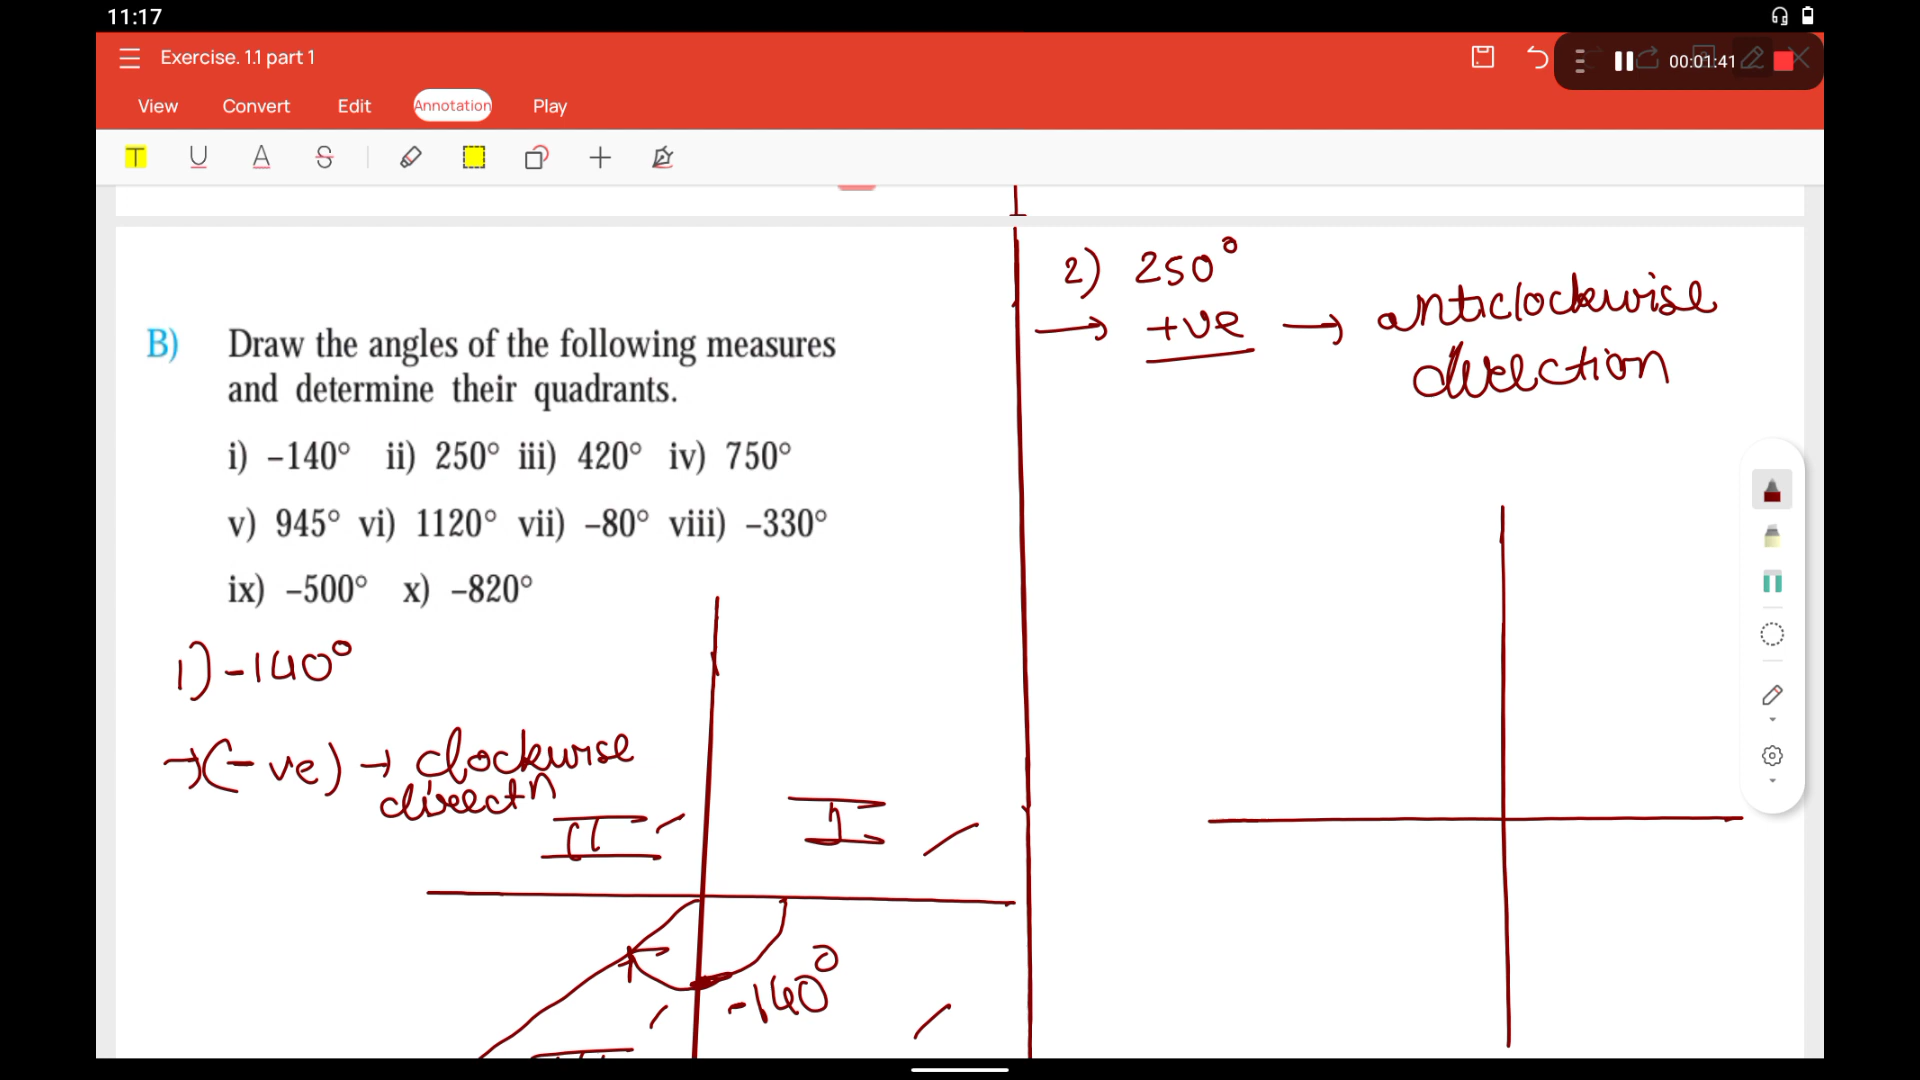 11:17
Exercise. 1.1 part 1
00:01:41
View Convert Edit Annotation Play
T U A S
B) Draw the angles of the following measures
and determine their quadrants.
i) −140° ii) 250° iii) 420° iv) 750°
v) 945° vi) 1120° vii) −80° viii) −330°
ix) −500° x) −820°
1) -140°
→ (-ve) → clockwise
directn
II I
-140°
2) 250°
→ +ve → anticlockwise
direction